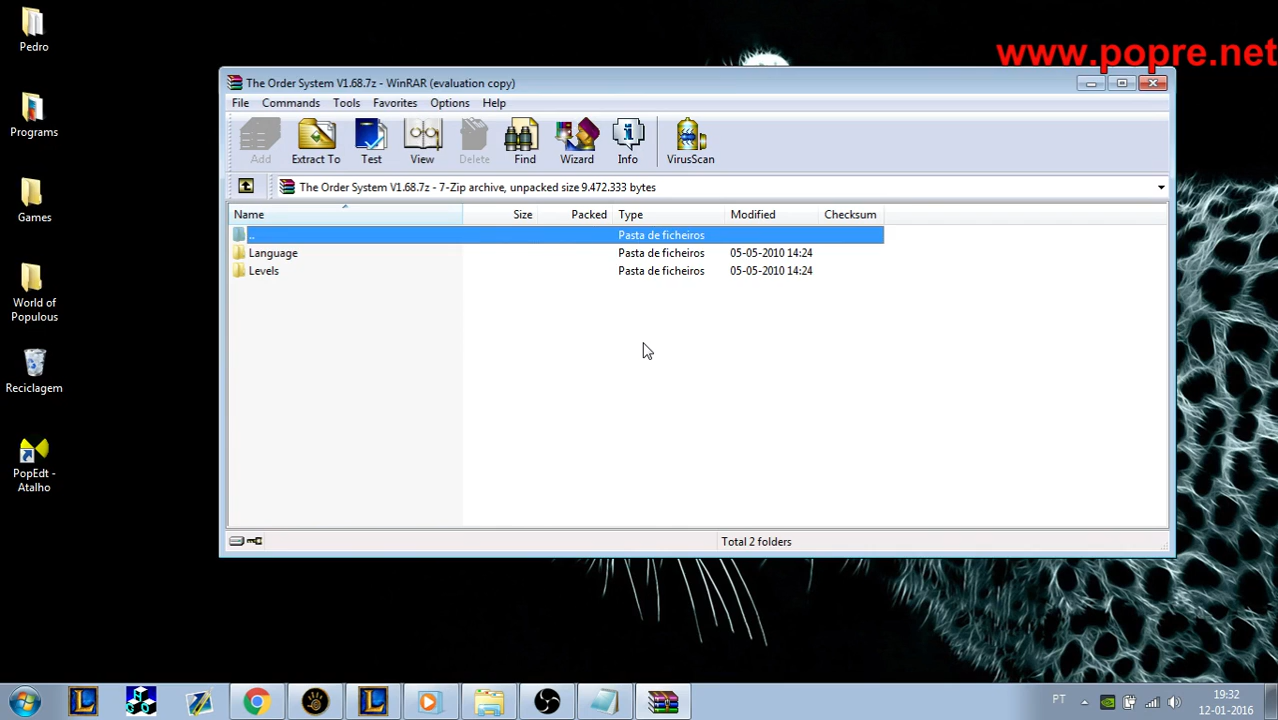 Pedro
www.popre.net
The Order System V1.68.7z - WinRAR (evaluation copy)
File Commands Tools Favorites Options Help
Programs
Add Extract To Test View Delete Find Wizard Info VirusScan
The Order System V1.68.7z - 7-Zip archive, unpacked size 9.472.333 bytes
Games
Name Size Packed Type Modified Checksum
.. Pasta de ficheiros
Language Pasta de ficheiros 05-05-2010 14:24
Levels Pasta de ficheiros 05-05-2010 14:24
World of
Populous
Reciclagem
PopEdt -
Atalho
Total 2 folders
PT
19:32
12-01-2016